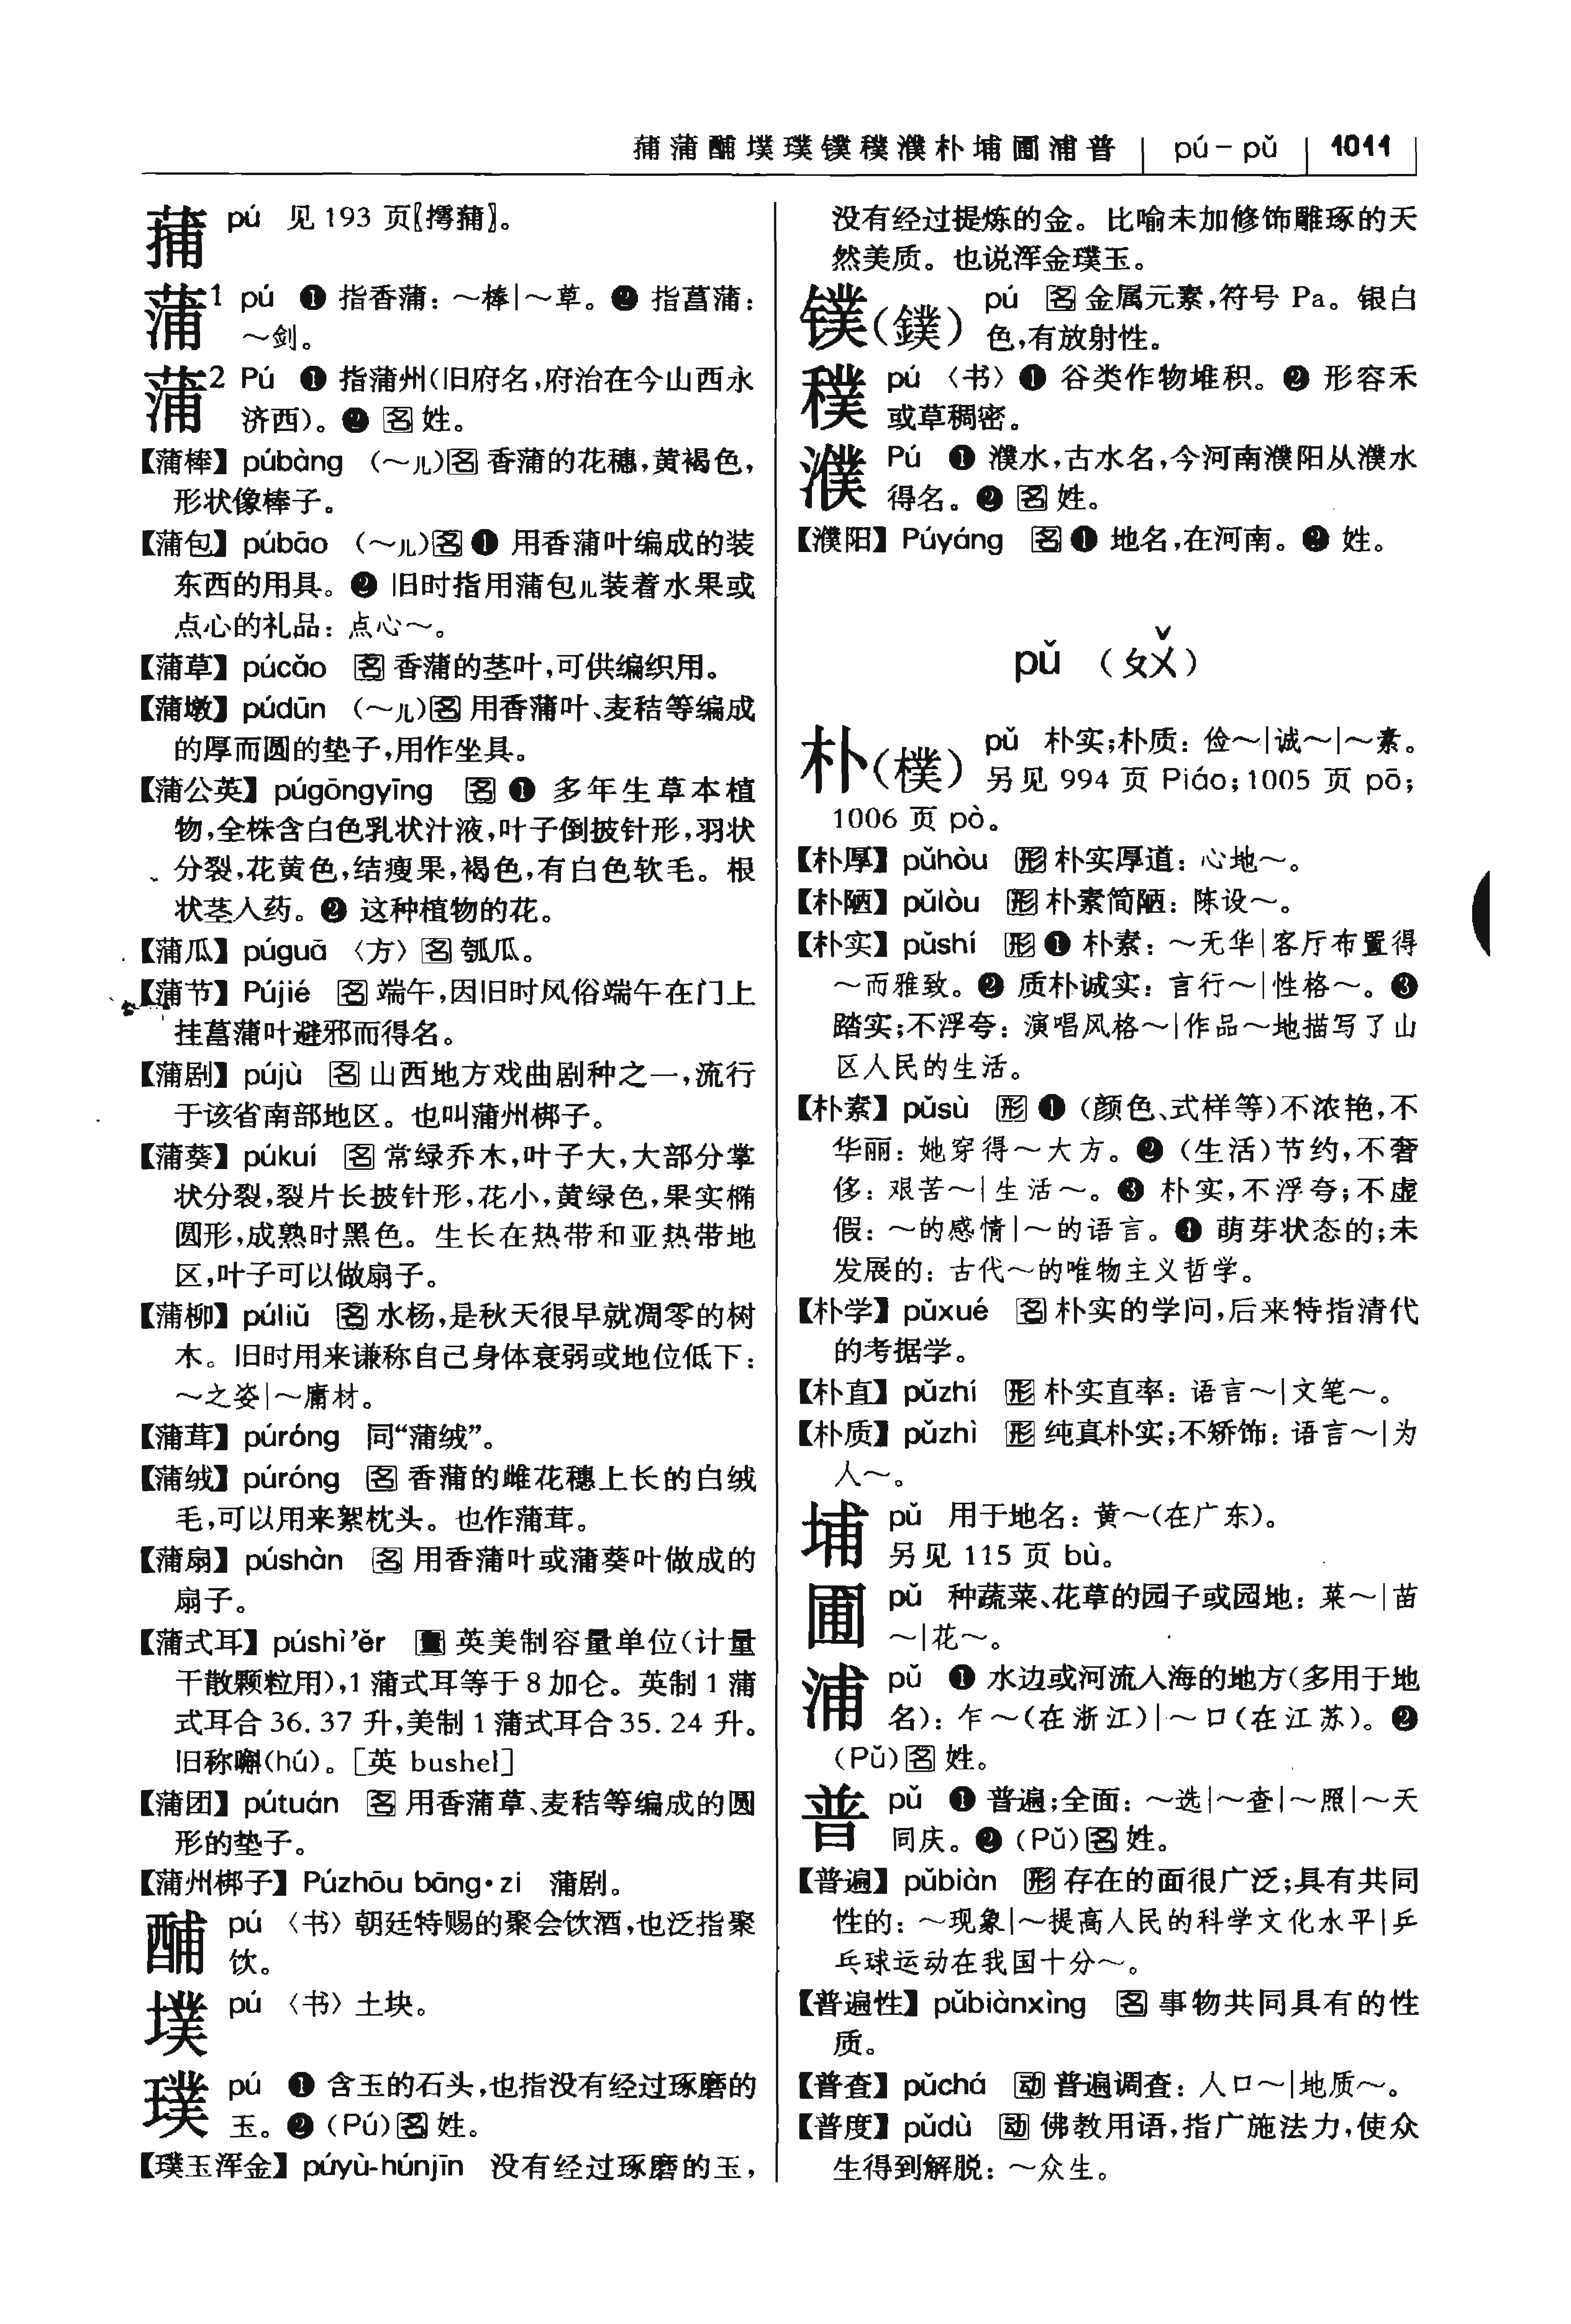 蒱蒲酺墣璞镤穙濮朴埔圃浦普 pú－pǔ 1011
蒱 pú 见193页〖摴蒱〗。
蒲1 pú ❶ 指香蒲：～棒|～草。❷ 指菖蒲：
～剑。
蒲2 Pú ❶ 指蒲州(旧府名,府治在今山西永
济西)。❷ 名 姓。
【蒲棒】púbàng (～儿)名 香蒲的花穗,黄褐色,
形状像棒子。
【蒲包】púbāo (～儿)名 ❶ 用香蒲叶编成的装
东西的用具。❷ 旧时指用蒲包儿装着水果或
点心的礼品：点心～。
【蒲草】púcǎo 名 香蒲的茎叶,可供编织用。
【蒲墩】púdūn (～儿)名 用香蒲叶、麦秸等编成
的厚而圆的垫子,用作坐具。
【蒲公英】púgōngyīng 名 ❶ 多年生草本植
物,全株含白色乳状汁液,叶子倒披针形,羽状
分裂,花黄色,结瘦果,褐色,有白色软毛。根
状茎入药。❷ 这种植物的花。
【蒲瓜】púguā 〈方〉名 瓠瓜。
【蒲节】Pújié 名 端午,因旧时风俗端午在门上
挂菖蒲叶避邪而得名。
【蒲剧】pújù 名 山西地方戏曲剧种之一,流行
于该省南部地区。也叫蒲州梆子。
【蒲葵】púkuí 名 常绿乔木,叶子大,大部分掌
状分裂,裂片长披针形,花小,黄绿色,果实椭
圆形,成熟时黑色。生长在热带和亚热带地
区,叶子可以做扇子。
【蒲柳】púliǔ 名 水杨,是秋天很早就凋零的树
木。旧时用来谦称自己身体衰弱或地位低下：
～之姿|～庸材。
【蒲茸】púróng 同“蒲绒”。
【蒲绒】púróng 名 香蒲的雌花穗上长的白绒
毛,可以用来絮枕头。也作蒲茸。
【蒲扇】púshàn 名 用香蒲叶或蒲葵叶做成的
扇子。
【蒲式耳】púshì’ěr 量 英美制容量单位(计量
干散颗粒用),1蒲式耳等于8加仑。英制1蒲
式耳合36.37升,美制1蒲式耳合35.24升。
旧称斛(hú)。[英 bushel]
【蒲团】pútuán 名 用香蒲草、麦秸等编成的圆
形的垫子。
【蒲州梆子】Púzhōu bāng·zi 蒲剧。
酺 pú 〈书〉朝廷特赐的聚会饮酒,也泛指聚
饮。
墣 pú 〈书〉土块。
璞 pú ❶ 含玉的石头,也指没有经过琢磨的
玉。❷ (Pú)名 姓。
【璞玉浑金】púyù-húnjīn 没有经过琢磨的玉,
没有经过提炼的金。比喻未加修饰雕琢的天
然美质。也说浑金璞玉。
镤(鏷) pú 名 金属元素,符号 Pa。银白
色,有放射性。
穙 pú 〈书〉❶ 谷类作物堆积。❷ 形容禾
或草稠密。
濮 Pú ❶ 濮水,古水名,今河南濮阳从濮水
得名。❷ 名 姓。
【濮阳】Púyáng 名 ❶ 地名,在河南。❷ 姓。
pǔ (ㄆㄨˇ)
朴(樸) pǔ 朴实;朴质：俭～|诚～|～素。
另见994页 Piáo;1005页 pō;
1006页 pò。
【朴厚】pǔhòu 形 朴实厚道：心地～。
【朴陋】pǔlòu 形 朴素简陋：陈设～。
【朴实】pǔshí 形 ❶ 朴素：～无华|客厅布置得
～而雅致。❷ 质朴诚实：言行～|性格～。❸
踏实;不浮夸：演唱风格～|作品～地描写了山
区人民的生活。
【朴素】pǔsù 形 ❶ (颜色、式样等)不浓艳,不
华丽：她穿得～大方。❷ (生活)节约,不奢
侈：艰苦～|生活～。❸ 朴实,不浮夸;不虚
假：～的感情|～的语言。❹ 萌芽状态的;未
发展的：古代～的唯物主义哲学。
【朴学】pǔxué 名 朴实的学问,后来特指清代
的考据学。
【朴直】pǔzhí 形 朴实直率：语言～|文笔～。
【朴质】pǔzhì 形 纯真朴实;不矫饰：语言～|为
人～。
埔 pǔ 用于地名：黄～(在广东)。
另见115页 bù。
圃 pǔ 种蔬菜、花草的园子或园地：菜～|苗
～|花～。
浦 pǔ ❶ 水边或河流入海的地方(多用于地
名)：乍～(在浙江)|～口(在江苏)。❷
(Pǔ)名 姓。
普 pǔ ❶ 普遍;全面：～选|～查|～照|～天
同庆。❷ (Pǔ)名 姓。
【普遍】pǔbiàn 形 存在的面很广泛;具有共同
性的：～现象|～提高人民的科学文化水平|乒
乓球运动在我国十分～。
【普遍性】pǔbiànxìng 名 事物共同具有的性
质。
【普查】pǔchá 动 普遍调查：人口～|地质～。
【普度】pǔdù 动 佛教用语,指广施法力,使众
生得到解脱：～众生。